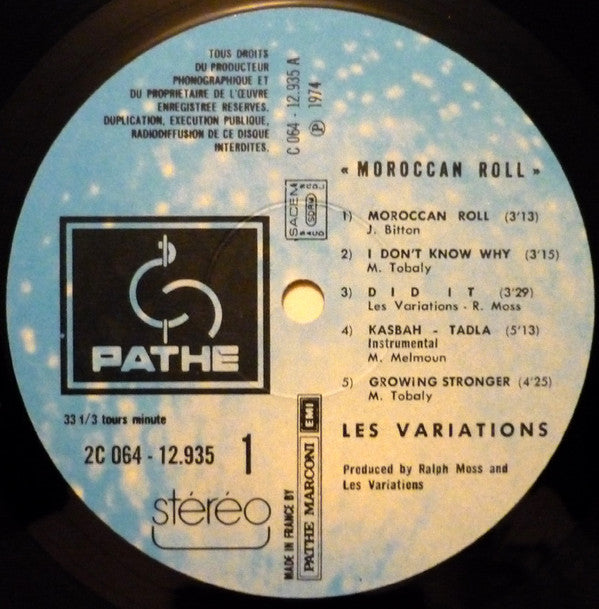 TOUS DROITS
DU PRODUCTEUR
PHONOGRAPHIQUE ET
DU PROPRIETAIRE DE L'ŒUVRE
ENREGISTREE RESERVES.
DUPLICATION, EXECUTION PUBLIQUE,
RADIODIFFUSION DE CE DISQUE
INTERDITES.
C 064 - 12.935 A
Ⓟ 1974
« MOROCCAN ROLL »
SACEM
SDRM
1) MOROCCAN ROLL (3'13)
J. Bitton
2) I DON'T KNOW WHY (3'15)
M. Tobaly
3) D I D I T (3'29)
Les Variations - R. Moss
4) KASBAH - TADLA (5'13)
Instrumental
M. Melmoun
5) GROWING STRONGER (4'25)
M. Tobaly
PATHE
33 1/3 tours minute
2C 064 - 12.935 1
stéréo
LES VARIATIONS
Produced by Ralph Moss and
Les Variations
MADE IN FRANCE BY
PATHE MARCONI EMI